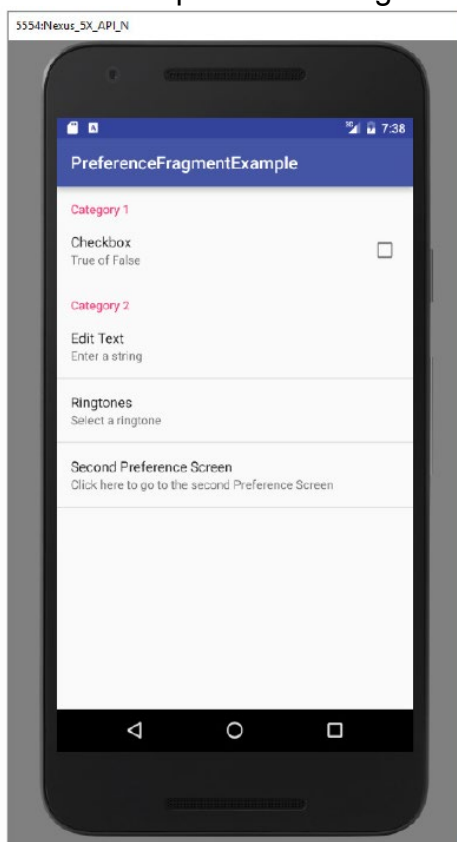 5554:Nexus_5X_API_N
3G 7:38
PreferenceFragmentExample
Category 1
Checkbox
True of False
Category 2
Edit Text
Enter a string
Ringtones
Select a ringtone
Second Preference Screen
Click here to go to the second Preference Screen